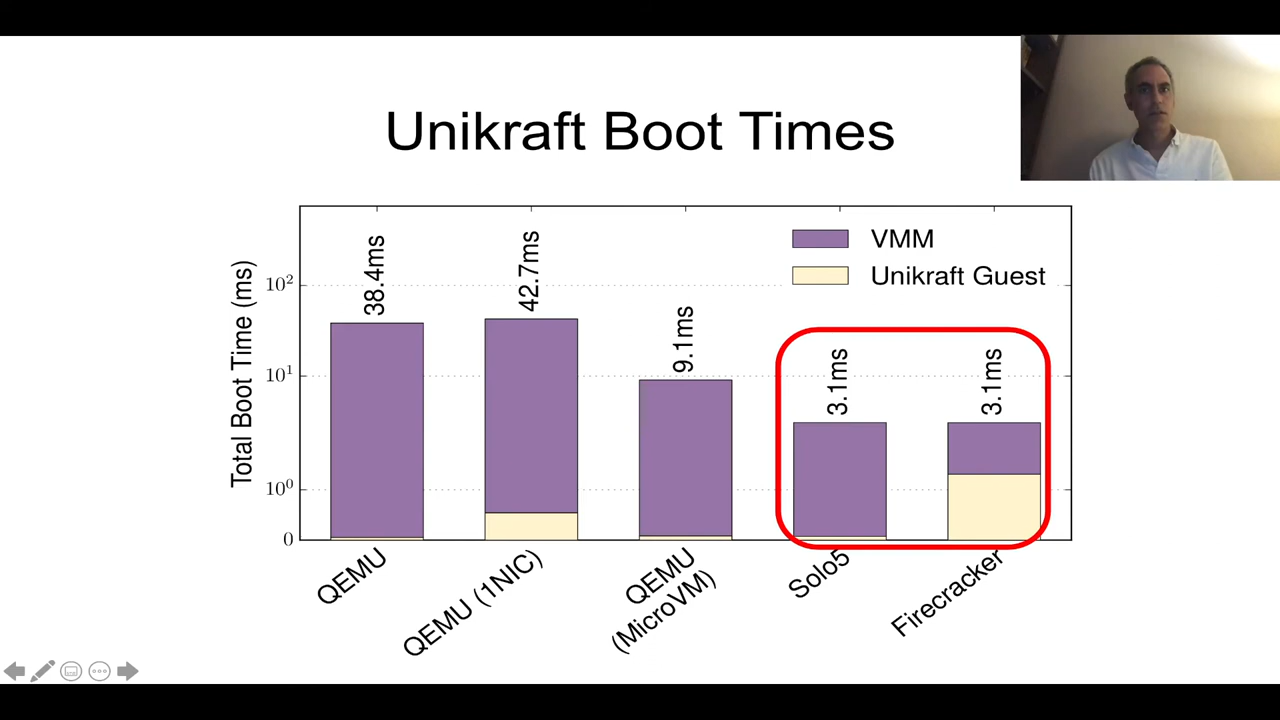 Unikraft Boot Times
Total Boot Time (ms)
10²
10¹
10⁰
0
38.4ms
42.7ms
9.1ms
3.1ms
3.1ms
VMM
Unikraft Guest
QEMU
QEMU (1NIC)
QEMU
(MicroVM)
Solo5
Firecracker